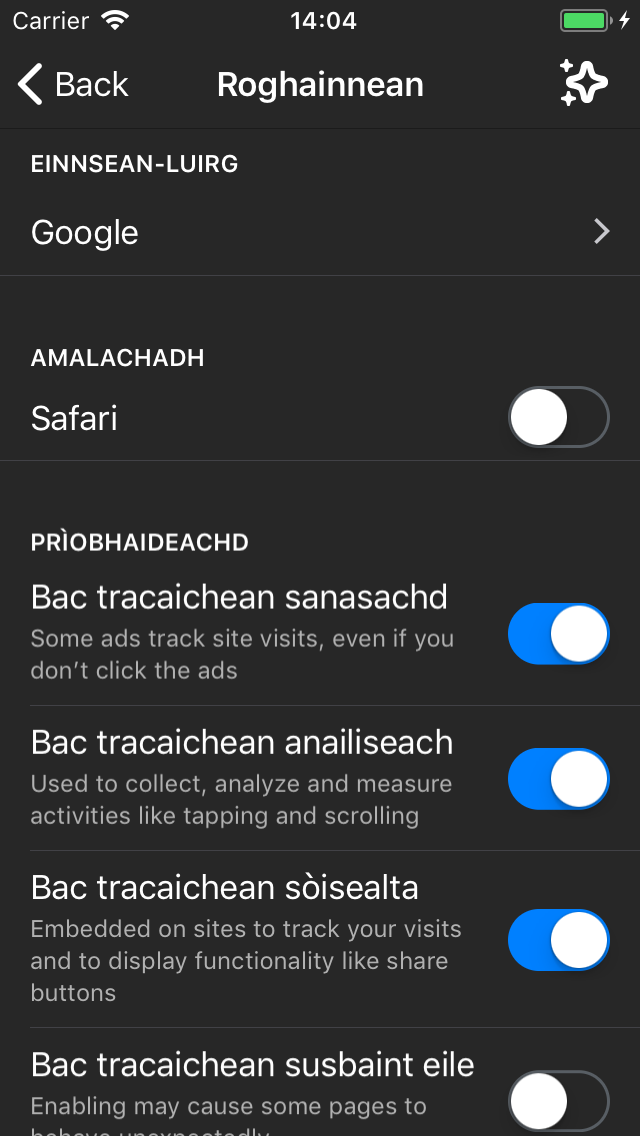 Carrier
14:04
Back
Roghainnean
EINNSEAN-LUIRG
Google
AMALACHADH
Safari
PRÌOBHAIDEACHD
Bac tracaichean sanasachd
Some ads track site visits, even if you
don’t click the ads
Bac tracaichean anailiseach
Used to collect, analyze and measure
activities like tapping and scrolling
Bac tracaichean sòisealta
Embedded on sites to track your visits
and to display functionality like share
buttons
Bac tracaichean susbaint eile
Enabling may cause some pages to
behave unexpectedly